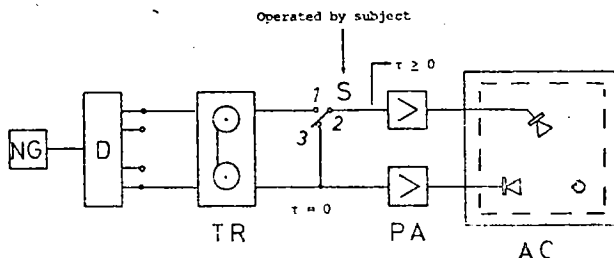 Operated by subject
τ ≥ 0
1 S
3 2
NG D
τ = 0
TR PA AC